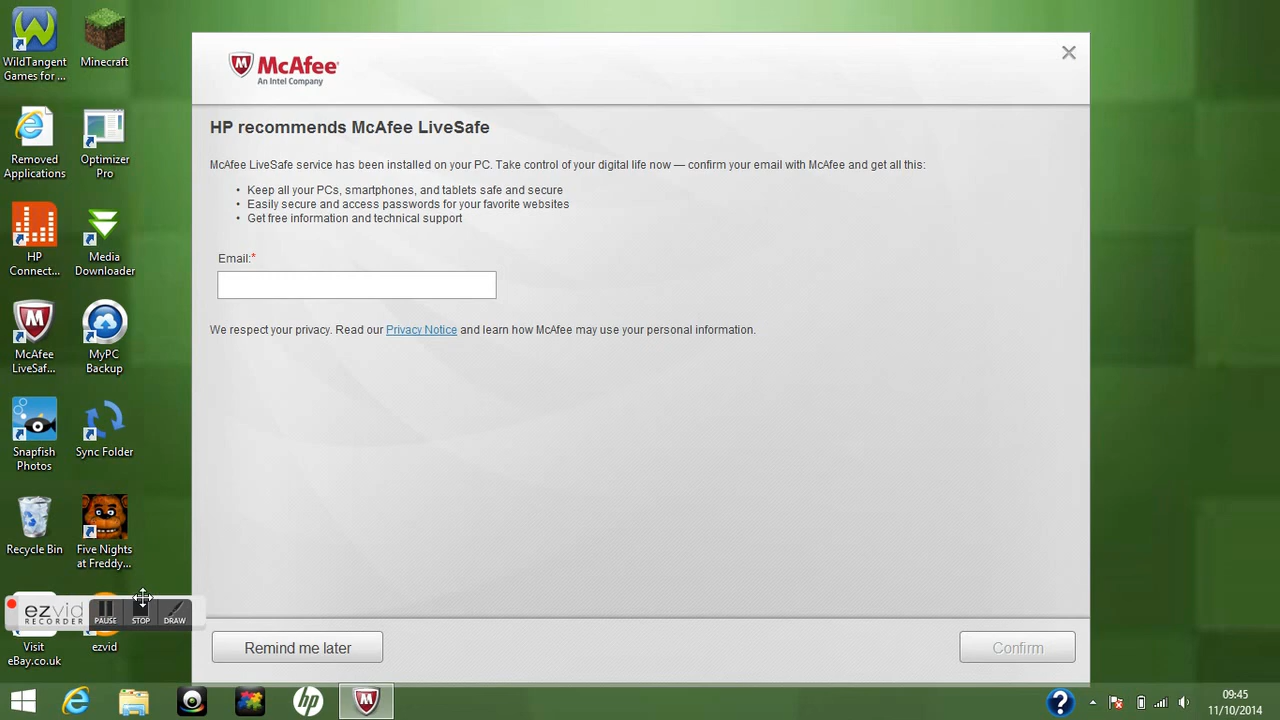 WildTangent
Games for ...
Minecraft
Removed
Applications
Optimizer
Pro
HP
Connect...
Media
Downloader
McAfee
LiveSaf...
MyPC
Backup
Snapfish
Photos
Sync Folder
Recycle Bin
Five Nights
at Freddy...
ezvid
RECORDER
PAUSE
STOP
DRAW
Visit
eBay.co.uk
ezvid
McAfee
An Intel Company
HP recommends McAfee LiveSafe
McAfee LiveSafe service has been installed on your PC. Take control of your digital life now — confirm your email with McAfee and get all this:
• Keep all your PCs, smartphones, and tablets safe and secure
• Easily secure and access passwords for your favorite websites
• Get free information and technical support
Email:*
We respect your privacy. Read our Privacy Notice and learn how McAfee may use your personal information.
Remind me later
Confirm
hp
?
09:45
11/10/2014